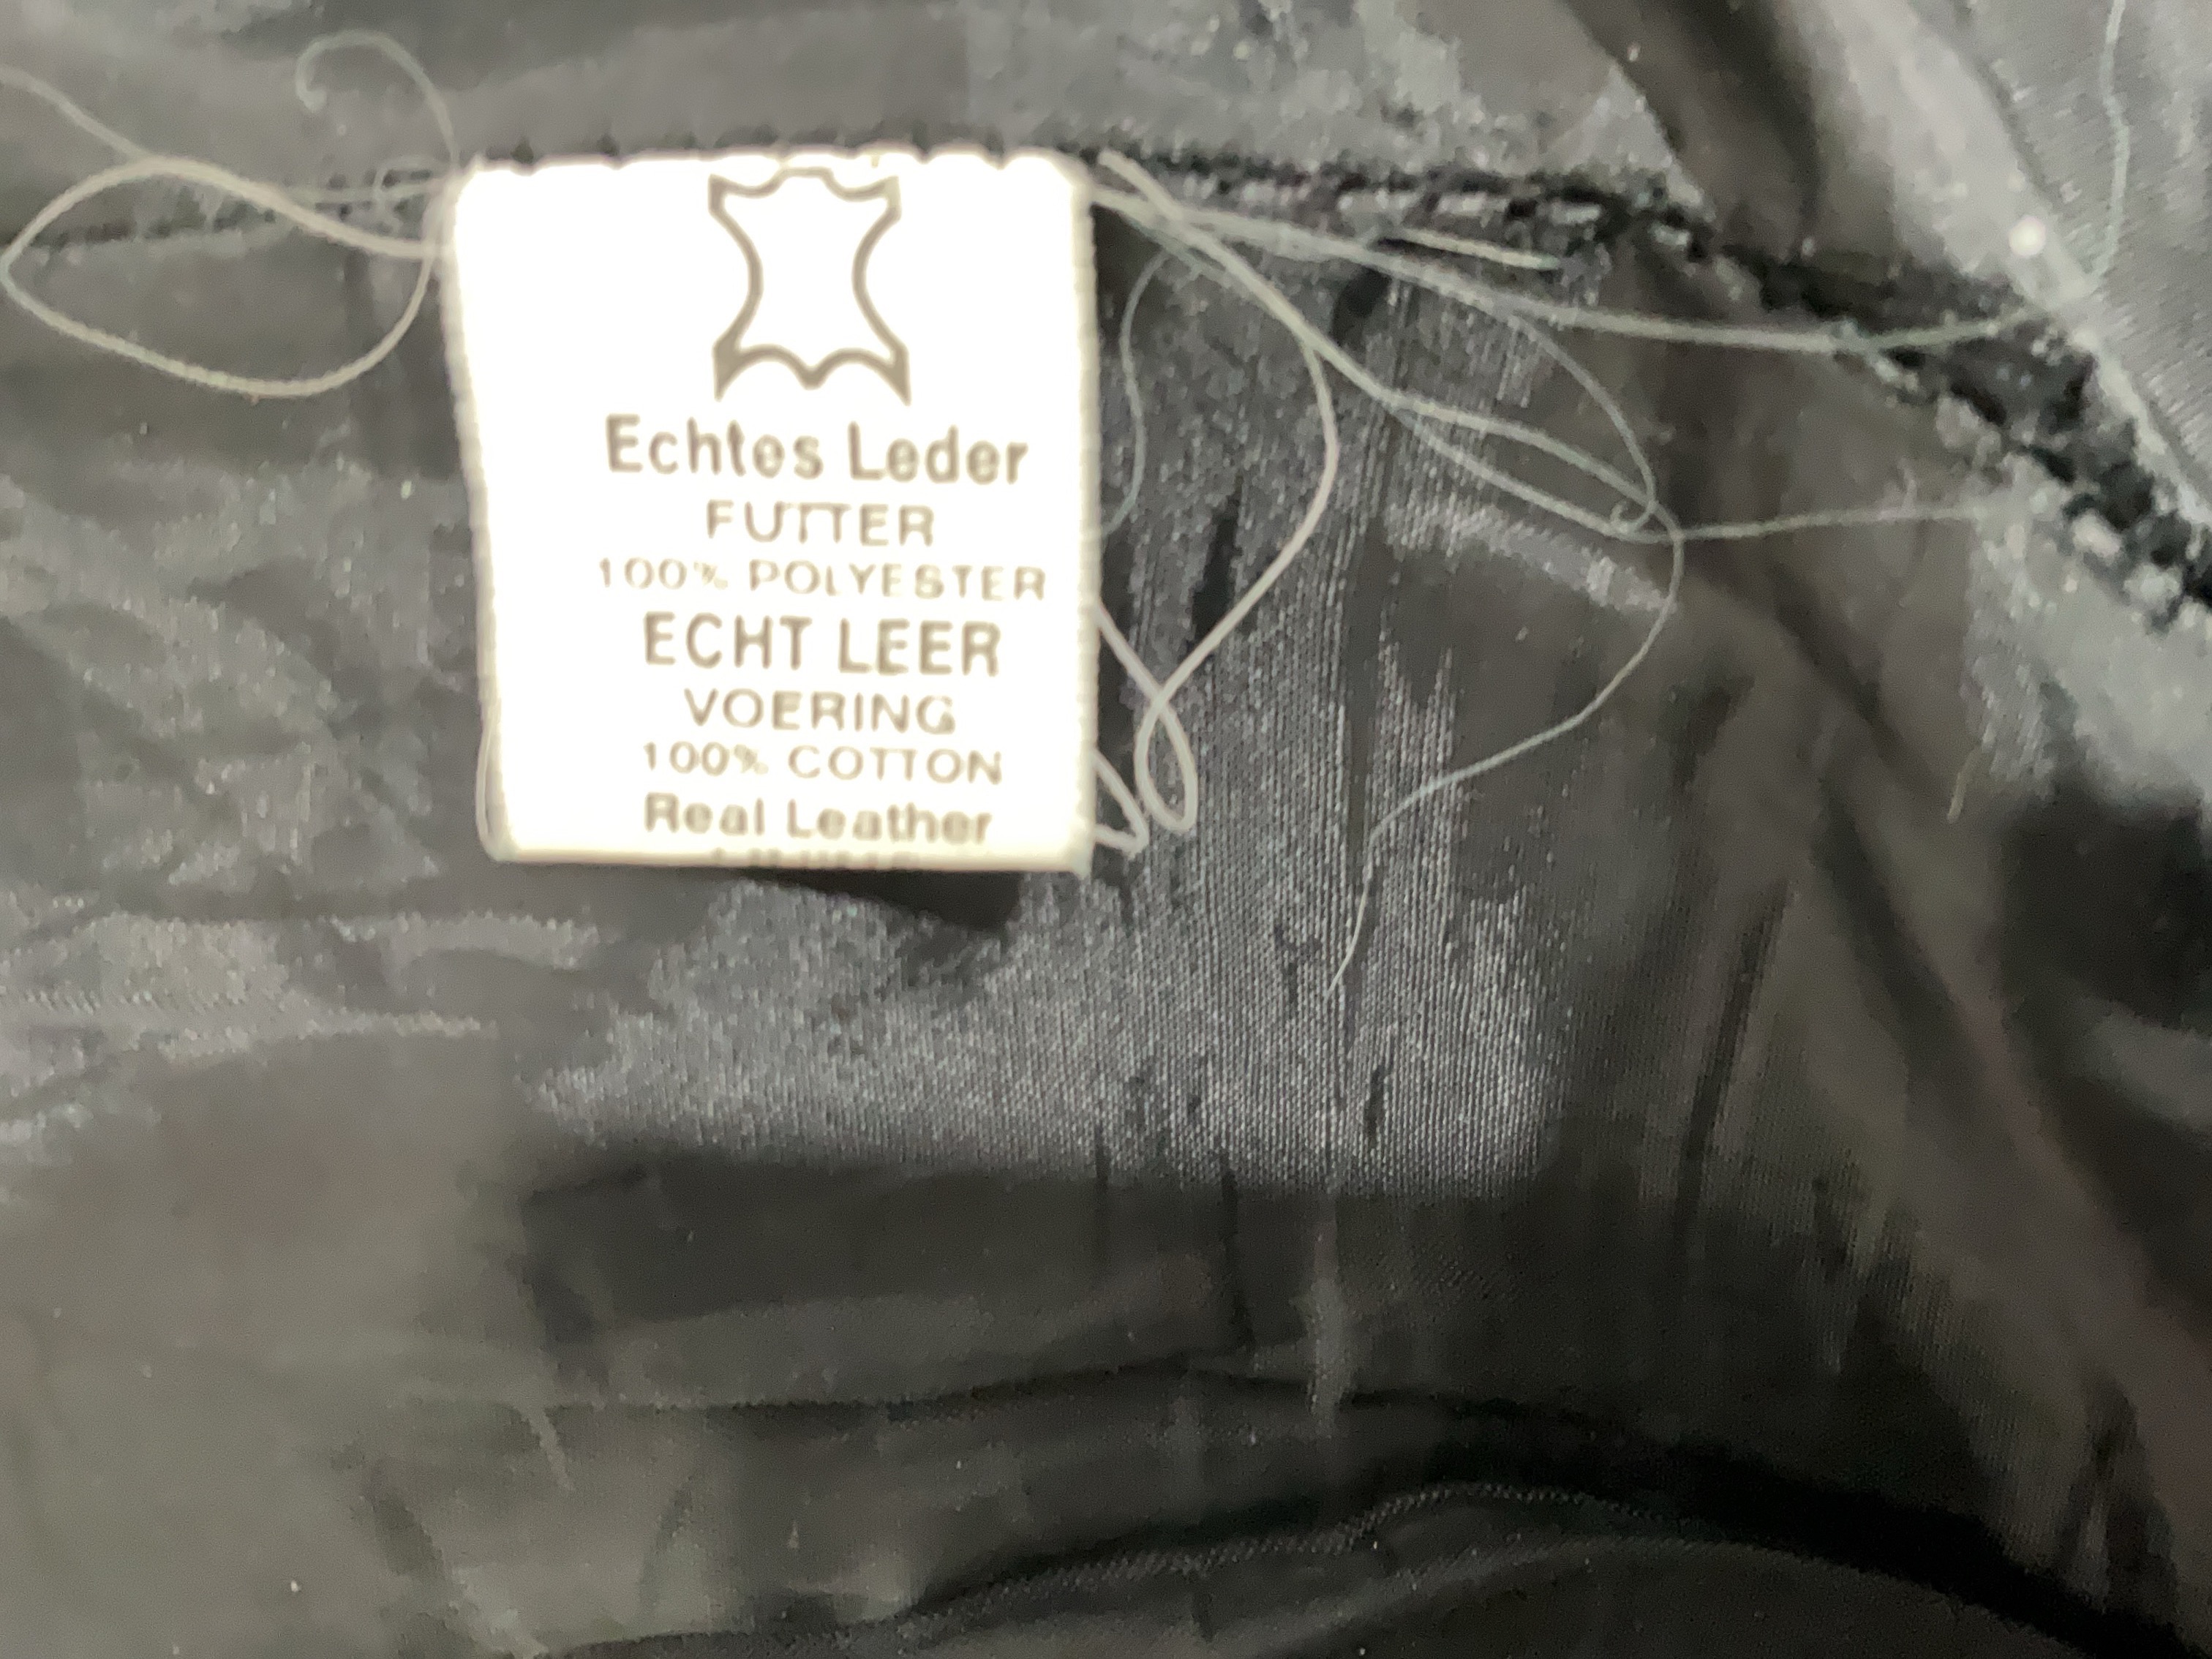 Echtes Leder
FUTTER
100% POLYESTER
ECHT LEER
VOERING
100% COTTON
Real Leather